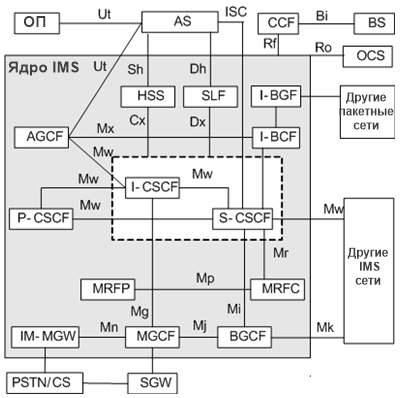 ОП
Ut
AS
ISC
CCF
Bi
BS
Rf
Ro
OCS
Ядро IMS
Ut
Sh
Dh
HSS
SLF
I-BGF
Другие
пакетные
сети
Cx
Dx
AGCF
Mx
I-BCF
Mw
I-CSCF
Mw
Mw
P-CSCF
Mw
S-CSCF
Mw
Mr
Другие
IMS
сети
MRFP
Mp
MRFC
Mg
Mi
IM-MGW
Mn
MGCF
Mj
BGCF
Mk
PSTN/CS
SGW